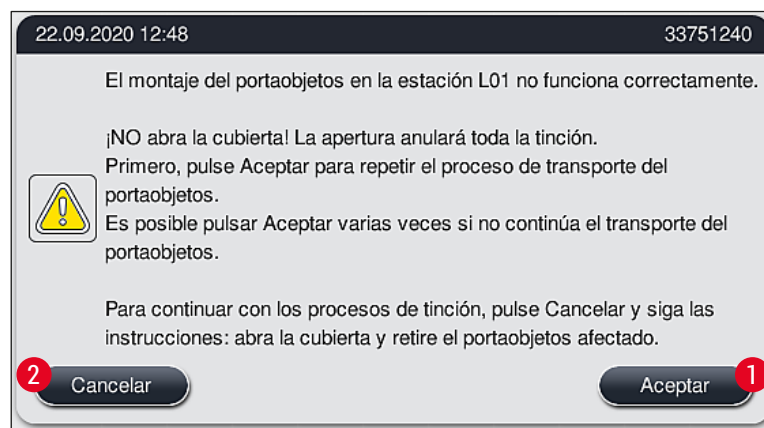 22.09.2020 12:48 33751240
El montaje del portaobjetos en la estación L01 no funciona correctamente.
¡NO abra la cubierta! La apertura anulará toda la tinción.
Primero, pulse Aceptar para repetir el proceso de transporte del
portaobjetos.
Es posible pulsar Aceptar varias veces si no continúa el transporte del
portaobjetos.
Para continuar con los procesos de tinción, pulse Cancelar y siga las
instrucciones: abra la cubierta y retire el portaobjetos afectado.
2 Cancelar Aceptar 1